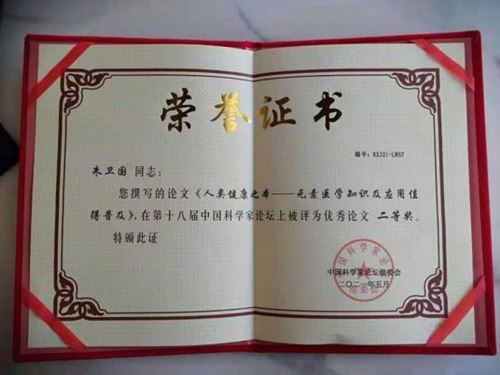 荣誉证书
编号：KXJ21-LW57
朱卫国 同志：
您撰写的论文《人类健康之本——元素医学知识及应用值
得普及》，在第十八届中国科学家论坛上被评为优秀论文 二等奖。
特颁此证
中国科学家论坛组委会
二〇二一年五月